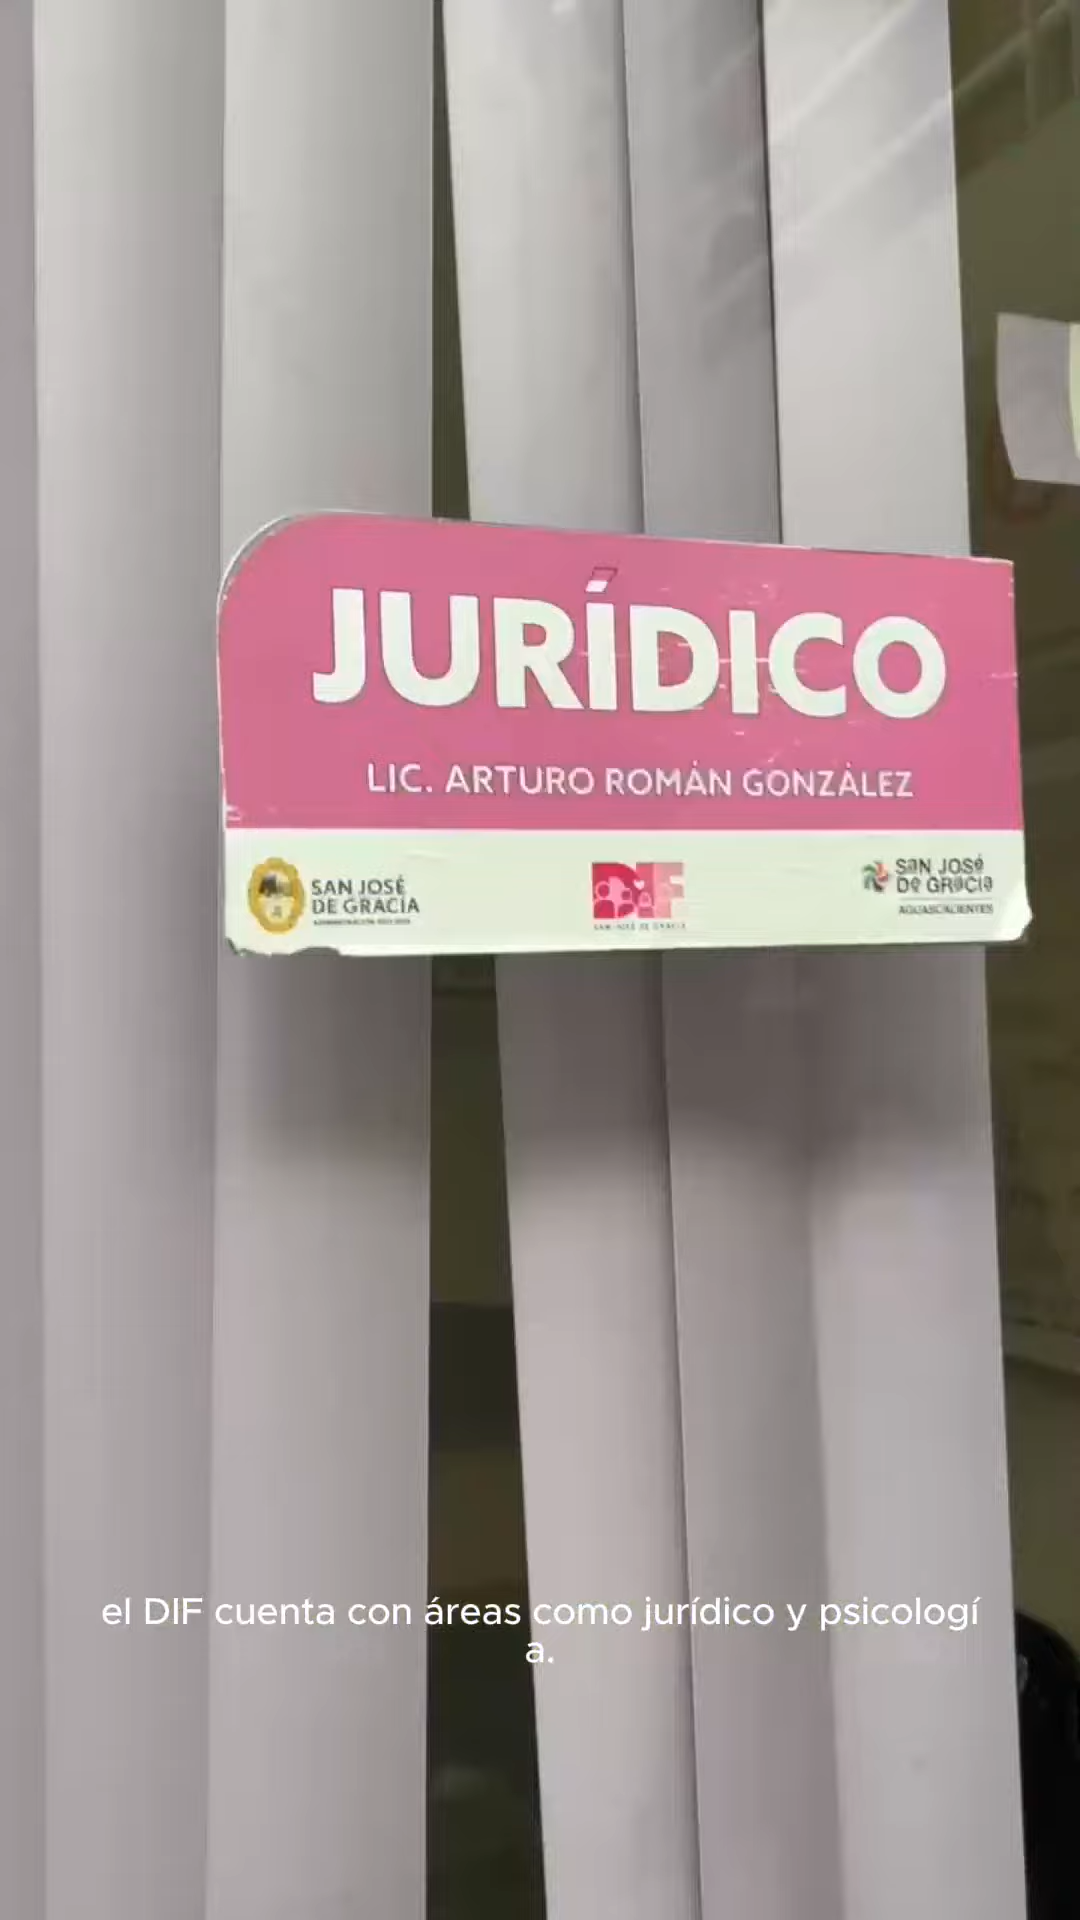 JURÍDICO
LIC. ARTURO ROMÁN GONZÁLEZ
SAN JOSÉ
DE GRACIA
DIF
SAN JOSÉ DE GRACIA
SAN JOSÉ
DE GRACIA
AGUASCALIENTES
el DIF cuenta con áreas como jurídico y psicologí
a.